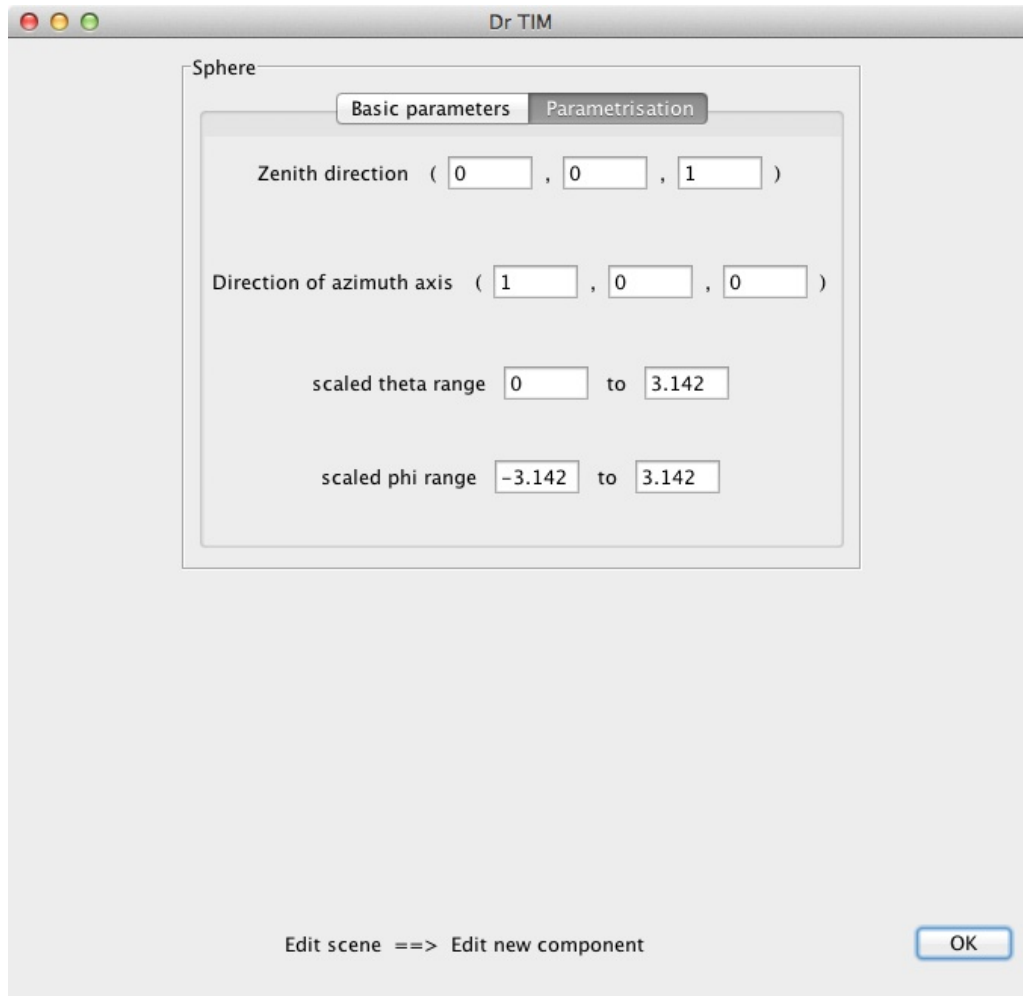 Dr TIM
Sphere
Basic parameters Parametrisation
Zenith direction ( 0 , 0 , 1 )
Direction of azimuth axis ( 1 , 0 , 0 )
scaled theta range 0 to 3.142
scaled phi range -3.142 to 3.142
Edit scene ==> Edit new component OK